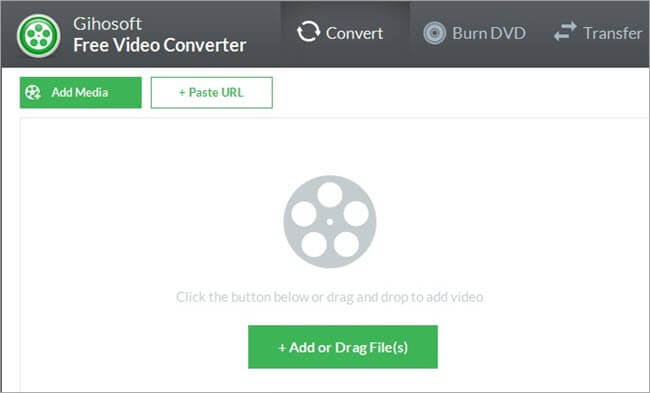 Gihosoft
Free Video Converter
Convert
Burn DVD
Transfer
Add Media
+ Paste URL
Click the button below or drag and drop to add video
+ Add or Drag File(s)